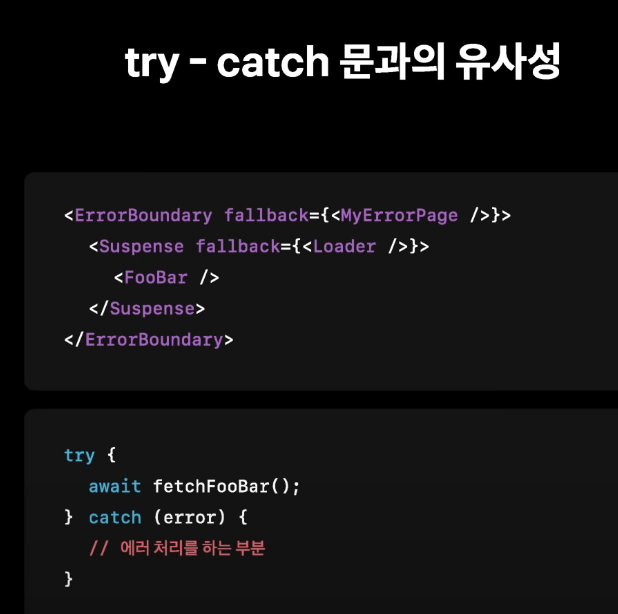 try - catch 문과의 유사성
<ErrorBoundary fallback={<MyErrorPage />}>
<Suspense fallback={<Loader />}>
<FooBar />
</Suspense>
</ErrorBoundary>
try {
await fetchFooBar();
} catch (error) {
// 에러 처리를 하는 부분
}